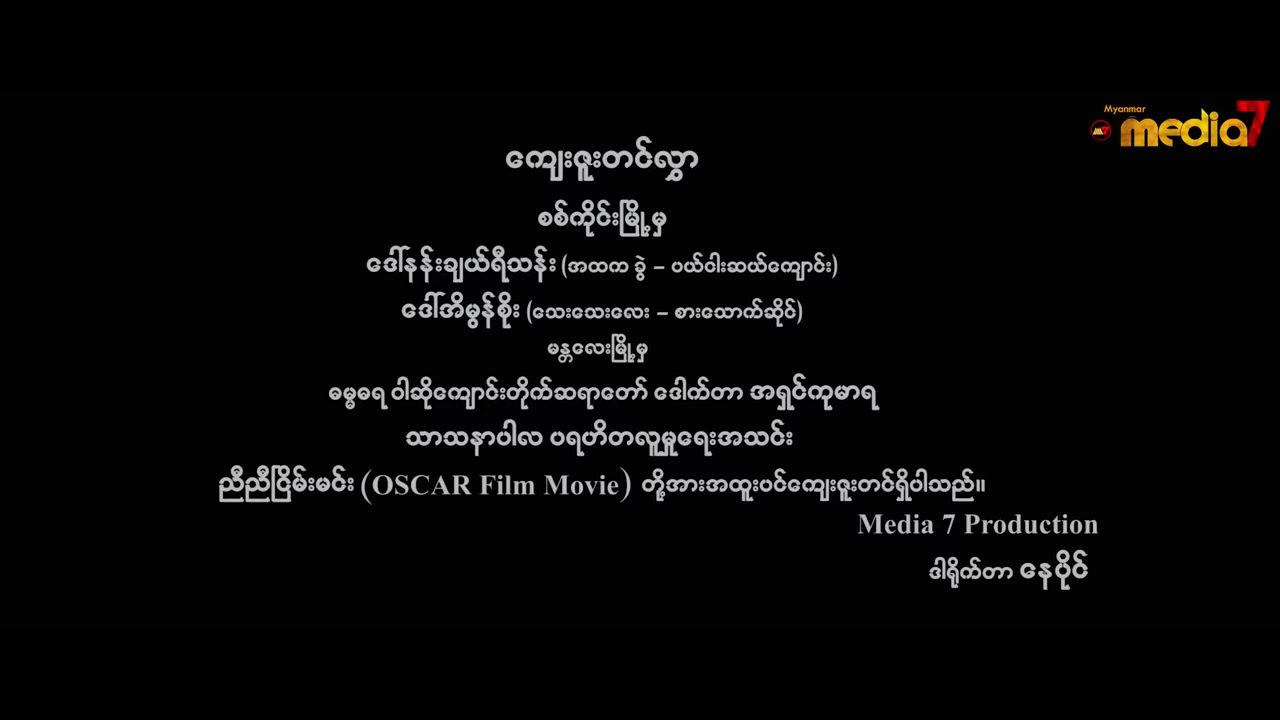 Myanmar
media7
ကျေးဇူးတင်လွှာ
စစ်ကိုင်းမြို့မှ
ဒေါ်နန်းချယ်ရီသန်း (အထက ခွဲ – ပယ်ငါးဆယ်ကျောင်း)
ဒေါ်အိမွန်စိုး (သေးသေးလေး – စားသောက်ဆိုင်)
မန္တလေးမြို့မှ
ဓမ္မဓရ ဝါဆိုကျောင်းတိုက်ဆရာတော် ဒေါက်တာ အရှင်ကုမာရ
သာသနာပါလ ပရဟိတလူမှုရေးအသင်း
ညီညီငြိမ်းမင်း (OSCAR Film Movie) တို့အားအထူးပင်ကျေးဇူးတင်ရှိပါသည်။
Media 7 Production
ဒါရိုက်တာ နေပိုင်